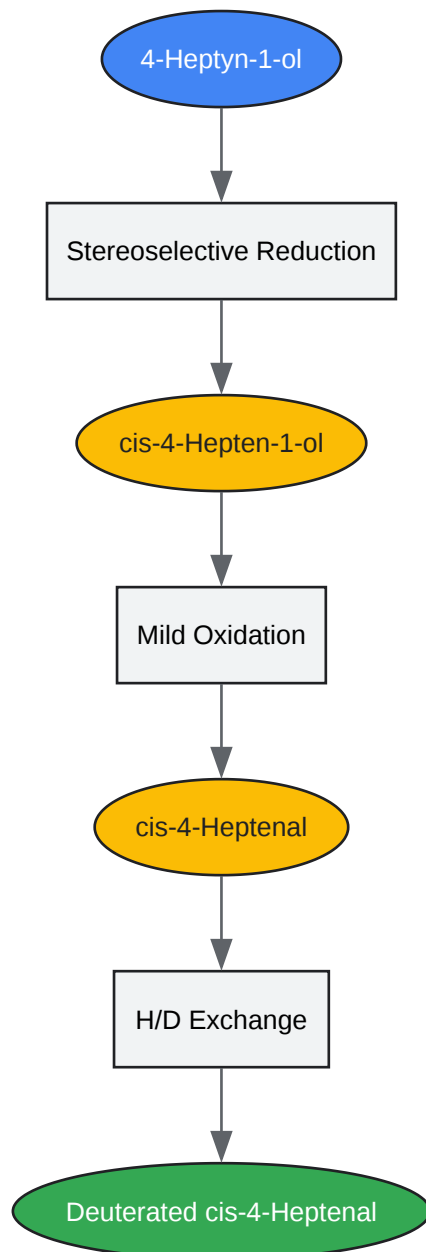 4-Heptyn-1-ol
Stereoselective Reduction
cis-4-Hepten-1-ol
Mild Oxidation
cis-4-Heptenal
H/D Exchange
Deuterated cis-4-Heptenal